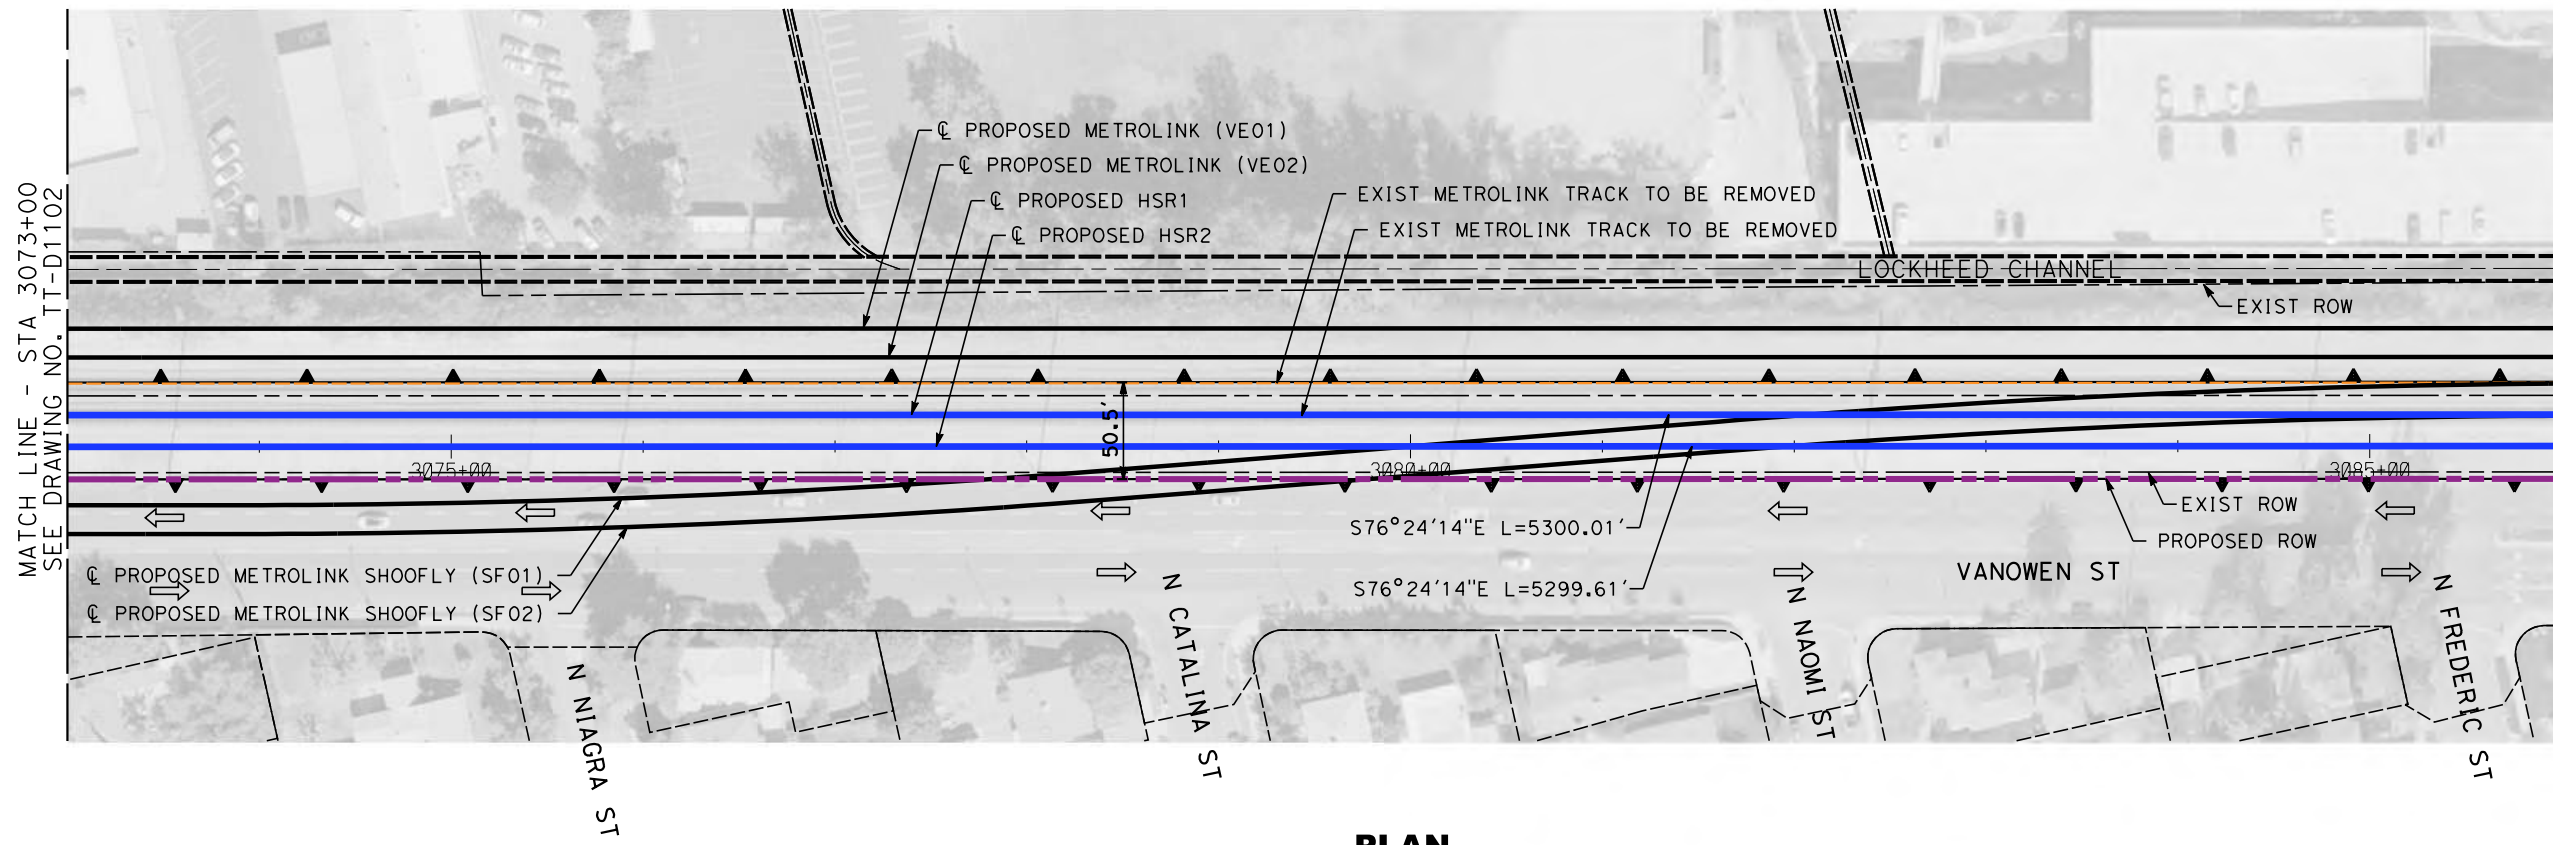 MATCH LINE - STA 3073+00
SEE DRAWING NO. TT-D1102
℄ PROPOSED METROLINK (VE01)
℄ PROPOSED METROLINK (VE02)
℄ PROPOSED HSR1
℄ PROPOSED HSR2
EXIST METROLINK TRACK TO BE REMOVED
EXIST METROLINK TRACK TO BE REMOVED
LOCKHEED CHANNEL
EXIST ROW
50.5'
3075+00
3080+00
3085+00
EXIST ROW
PROPOSED ROW
S76°24'14"E L=5300.01'
S76°24'14"E L=5299.61'
℄ PROPOSED METROLINK SHOOFLY (SF01)
℄ PROPOSED METROLINK SHOOFLY (SF02)
VANOWEN ST
N NIAGRA ST
N CATALINA ST
N NAOMI ST
N FREDERIC ST
PLAN